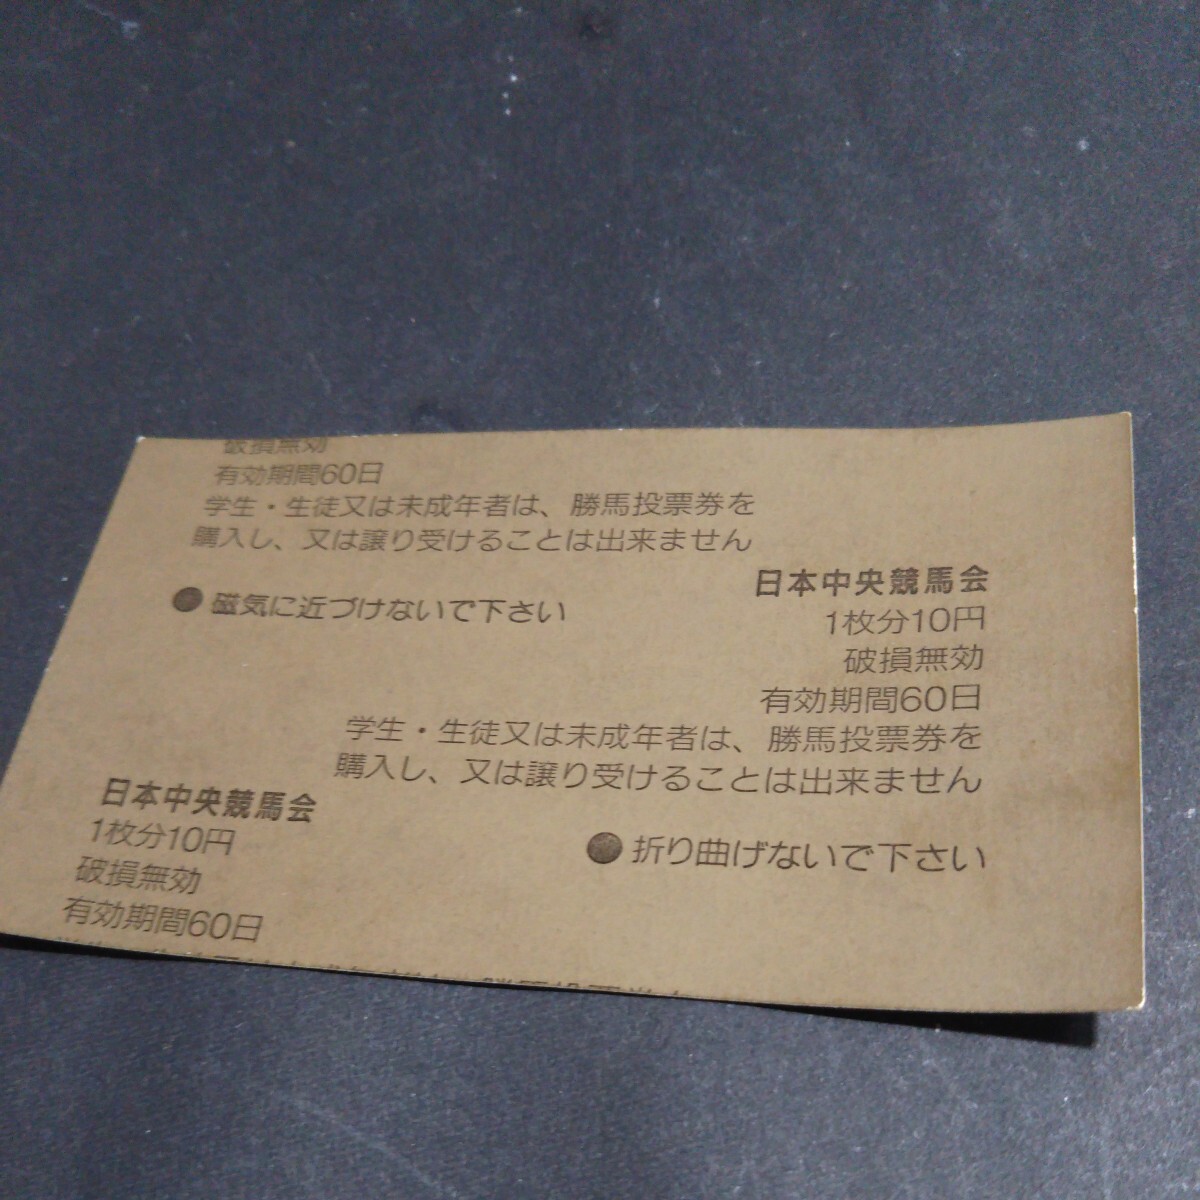 破損無効
有効期間60日
学生・生徒又は未成年者は、勝馬投票券を
購入し、又は譲り受けることは出来ません
●磁気に近づけないで下さい
日本中央競馬会
1枚分10円
破損無効
有効期間60日
学生・生徒又は未成年者は、勝馬投票券を
購入し、又は譲り受けることは出来ません
●折り曲げないで下さい
日本中央競馬会
1枚分10円
破損無効
有効期間60日